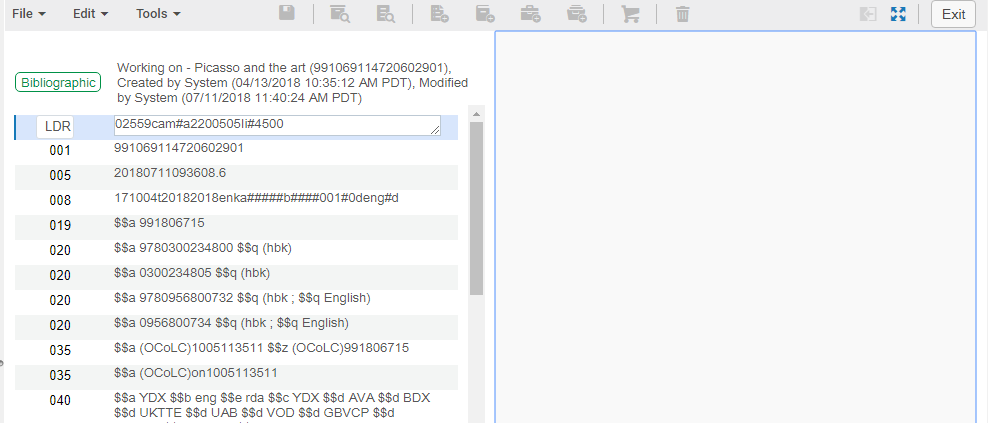 File Edit Tools Exit
Bibliographic
Working on - Picasso and the art (991069114720602901),
Created by System (04/13/2018 10:35:12 AM PDT), Modified
by System (07/11/2018 11:40:24 AM PDT)
LDR 02559cam#a2200505Ii#4500
001 991069114720602901
005 20180711093608.6
008 171004t20182018enka#####b####001#0deng#d
019 $$a 991806715
020 $$a 9780300234800 $$q (hbk)
020 $$a 0300234805 $$q (hbk)
020 $$a 9780956800732 $$q (hbk ; $$q English)
020 $$a 0956800734 $$q (hbk ; $$q English)
035 $$a (OCoLC)1005113511 $$z (OCoLC)991806715
035 $$a (OCoLC)on1005113511
040 $$a YDX $$b eng $$e rda $$c YDX $$d AVA $$d BDX
$$d UKTTE $$d UAB $$d VOD $$d GBVCP $$d